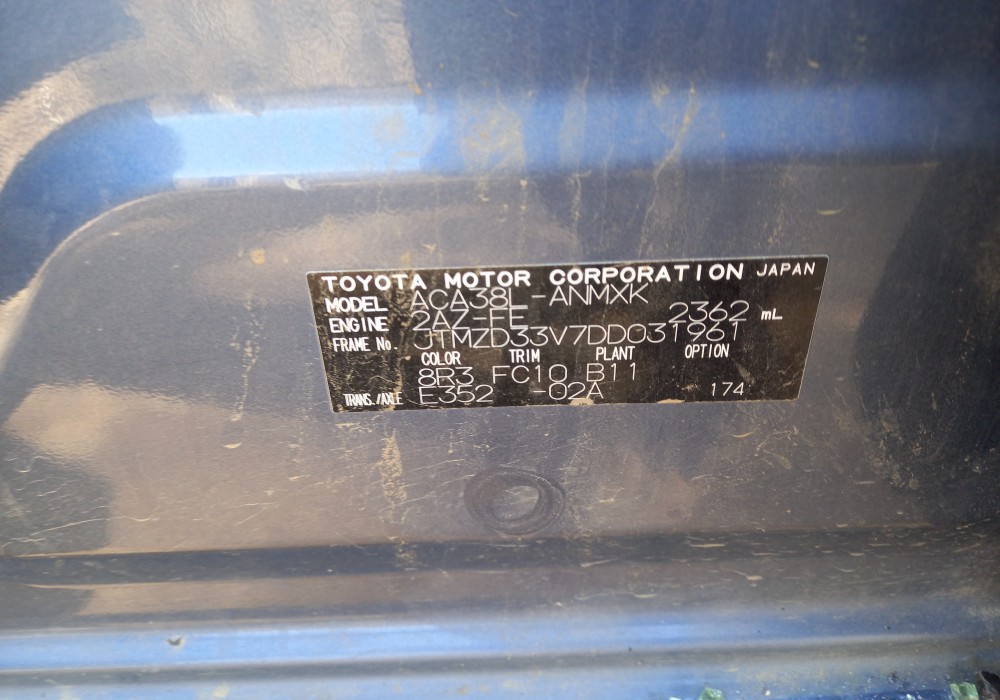 TOYOTA MOTOR CORPORATION JAPAN
MODEL ACA38L-ANMXK
ENGINE 2AZ-FE 2362 mL
FRAME No. JTMZD33V7DD031961
COLOR TRIM PLANT OPTION
8R3 FC10 B11
TRANS./AXLE E352 -02A 174